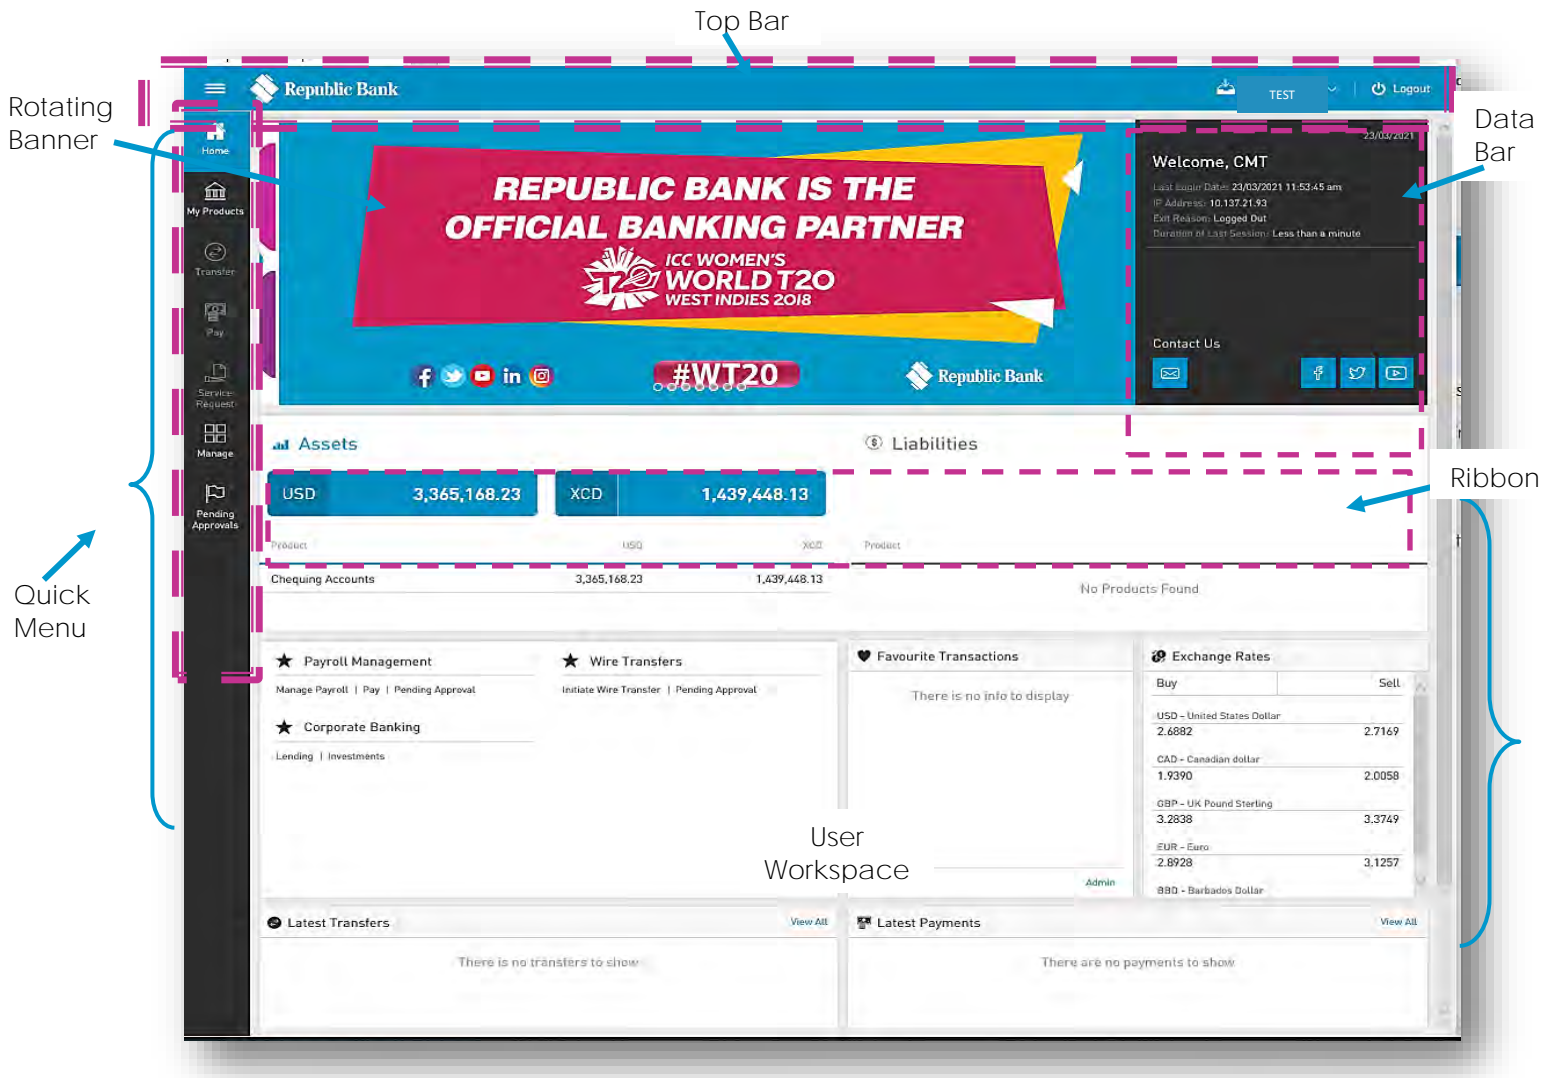 Top Bar
Rotating
Banner
Republic Bank
TEST
Logout
Data
Bar
Home
My Products
Transfer
Pay
Service
Request
Manage
Pending
Approvals
Quick
Menu
REPUBLIC BANK IS THE
OFFICIAL BANKING PARTNER
ICC WOMEN'S
T20 WORLD T20
WEST INDIES 2018
#WT20
Republic Bank
23/03/2021
Welcome, CMT
Last Login Date: 23/03/2021 11:53:45 am
IP Address: 10.137.21.93
Exit Reason: Logged Out
Duration of Last Session: Less than a minute
Contact Us
Assets
Liabilities
Ribbon
USD 3,365,168.23
XCD 1,439,448.13
Product USD XCD
Product
Chequing Accounts 3,365,168.23 1,439,448.13
No Products Found
Payroll Management
Manage Payroll | Pay | Pending Approval
Wire Transfers
Initiate Wire Transfer | Pending Approval
Corporate Banking
Lending | Investments
Favourite Transactions
There is no info to display
Admin
Exchange Rates
Buy Sell
USD - United States Dollar
2.6882 2.7169
CAD - Canadian dollar
1.9390 2.0058
GBP - UK Pound Sterling
3.2838 3.3749
EUR - Euro
2.8928 3.1257
BBD - Barbados Dollar
User
Workspace
Latest Transfers View All
There is no transfers to show
Latest Payments View All
There are no payments to show